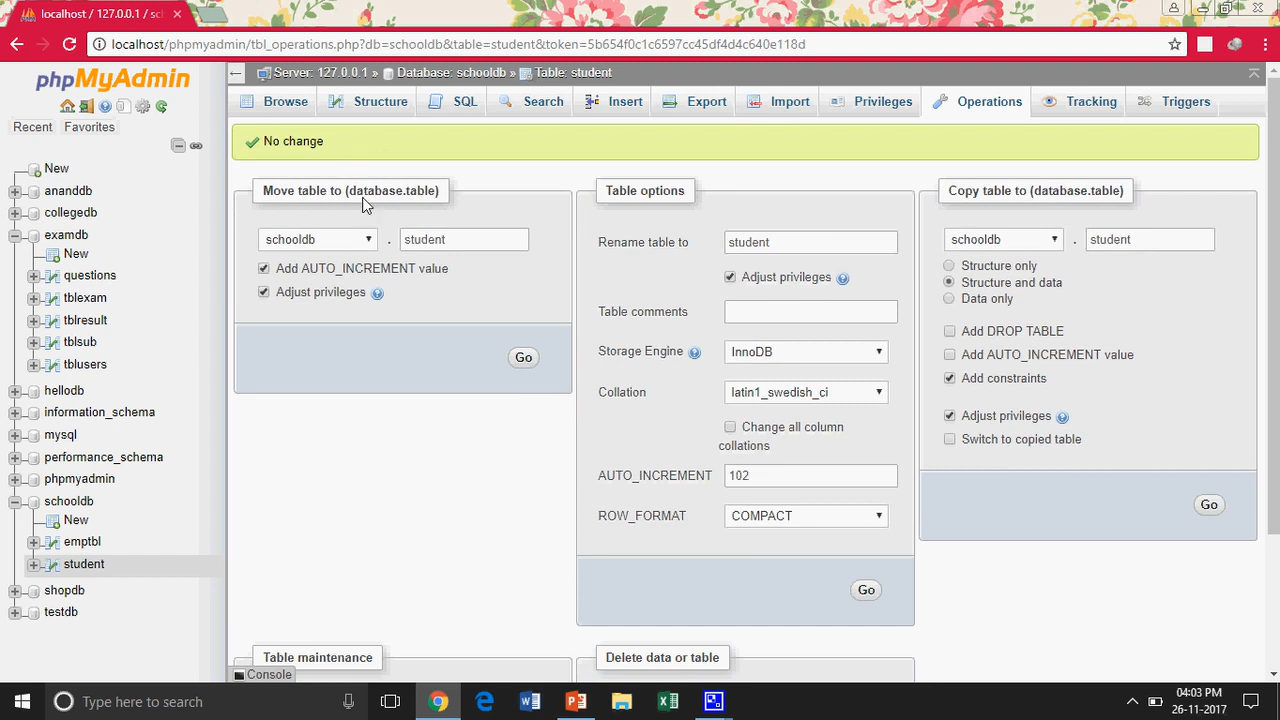 localhost / 127.0.0.1 / scl
localhost/phpmyadmin/tbl_operations.php?db=schooldb&table=student&token=5b654f0c1c6597cc45df4d4c640e118d
phpMyAdmin
Recent Favorites
New
ananddb
collegedb
examdb
New
questions
tblexam
tblresult
tblsub
tblusers
hellodb
information_schema
mysql
performance_schema
phpmyadmin
schooldb
New
emptbl
student
shopdb
testdb
Server: 127.0.0.1 » Database: schooldb » Table: student
Browse Structure SQL Search Insert Export Import Privileges Operations Tracking Triggers
No change
Move table to (database.table)
schooldb . student
Add AUTO_INCREMENT value
Adjust privileges
Go
Table options
Rename table to student
Adjust privileges
Table comments
Storage Engine InnoDB
Collation latin1_swedish_ci
Change all column
collations
AUTO_INCREMENT 102
ROW_FORMAT COMPACT
Go
Copy table to (database.table)
schooldb . student
Structure only
Structure and data
Data only
Add DROP TABLE
Add AUTO_INCREMENT value
Add constraints
Adjust privileges
Switch to copied table
Go
Table maintenance
Delete data or table
Console
Type here to search
04:03 PM
26-11-2017